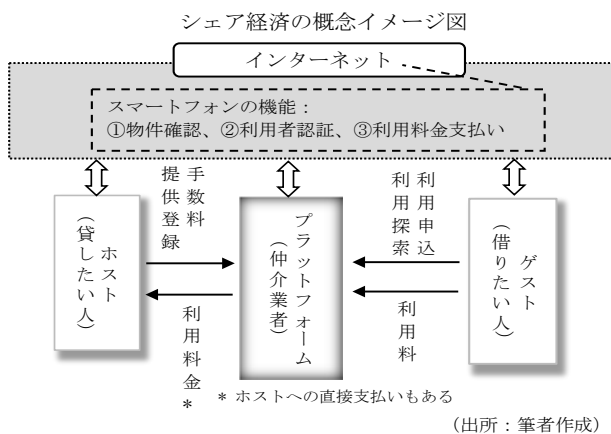 シェア経済の概念イメージ図
インターネット
スマートフォンの機能：
①物件確認、②利用者認証、③利用料金支払い
ホスト
（貸したい人）
手数料
提供登録
利用料金*
プラットフォーム
（仲介業者）
利用申込
利用探索
利用料
ゲスト
（借りたい人）
* ホストへの直接支払いもある
（出所：筆者作成）